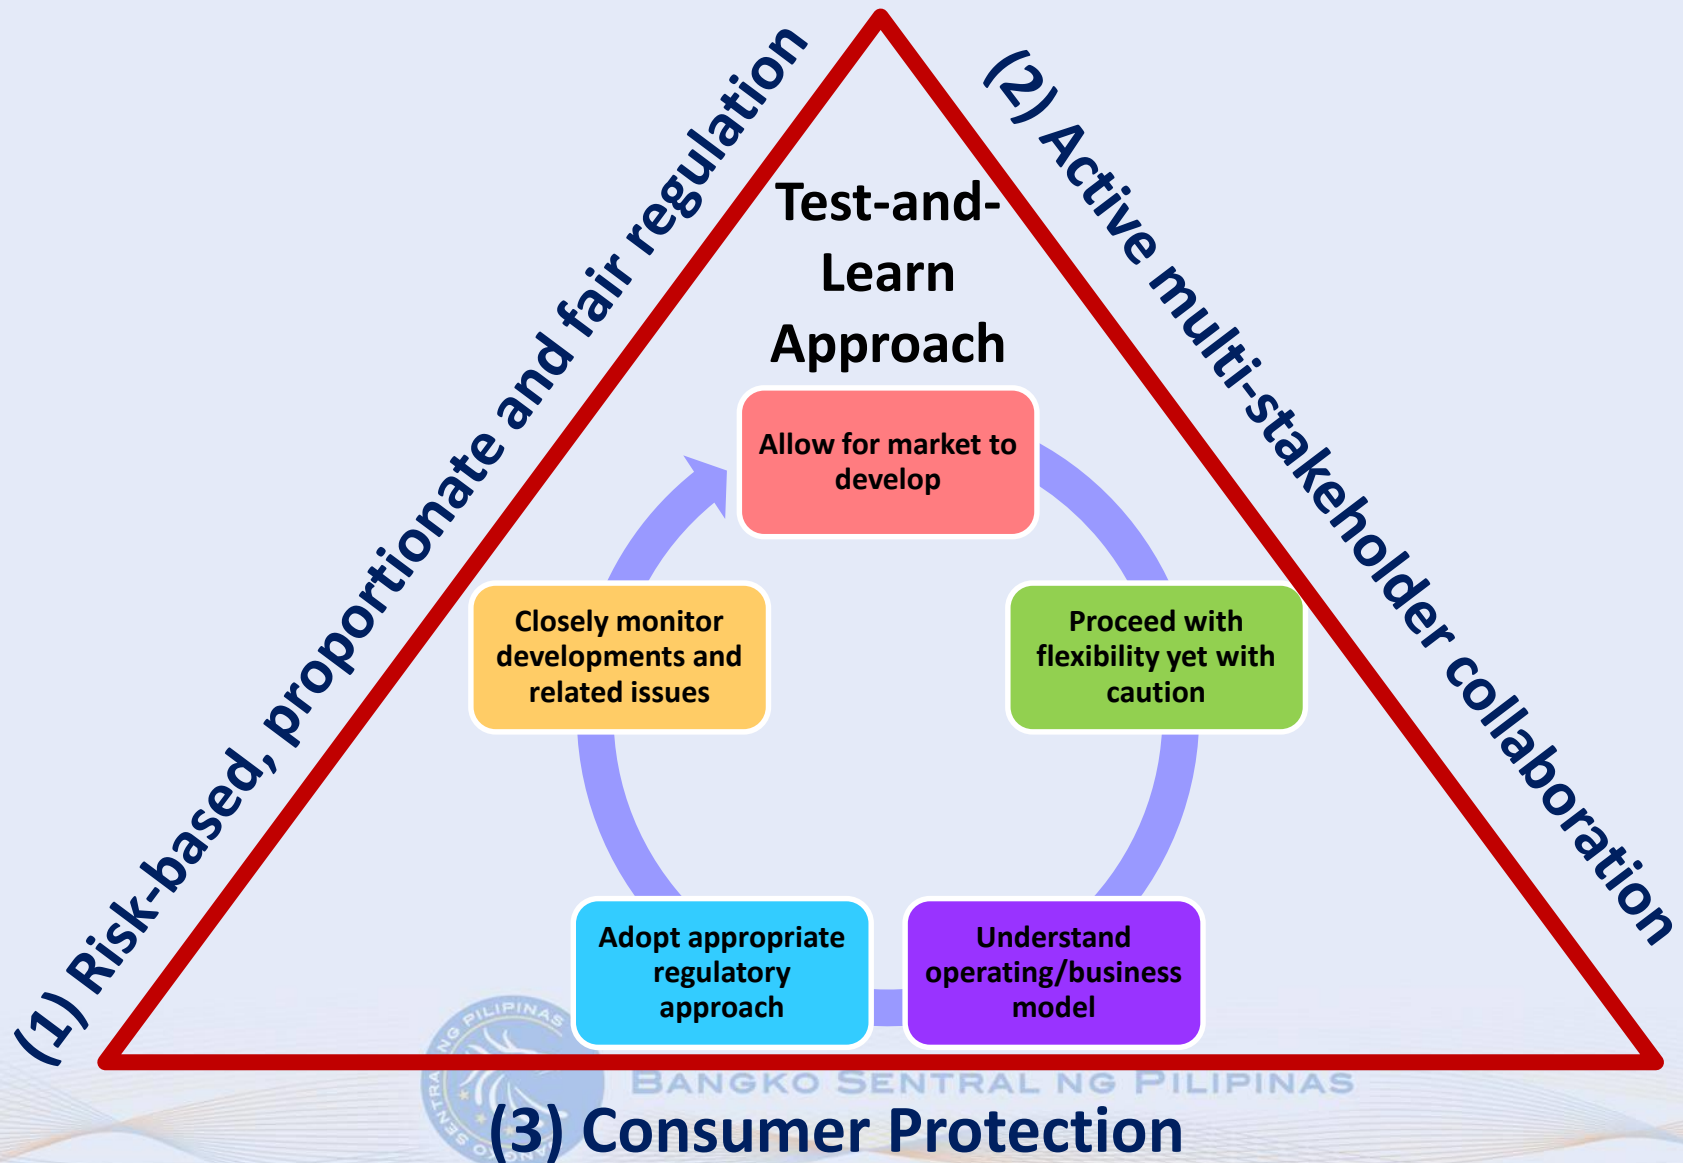 (1) Risk-based, proportionate and fair regulation
(2) Active multi-stakeholder collaboration
Test-and-
Learn
Approach
Allow for market to
develop
Proceed with
flexibility yet with
caution
Understand
operating/business
model
Adopt appropriate
regulatory
approach
Closely monitor
developments and
related issues
BANGKO SENTRAL NG PILIPINAS
(3) Consumer Protection